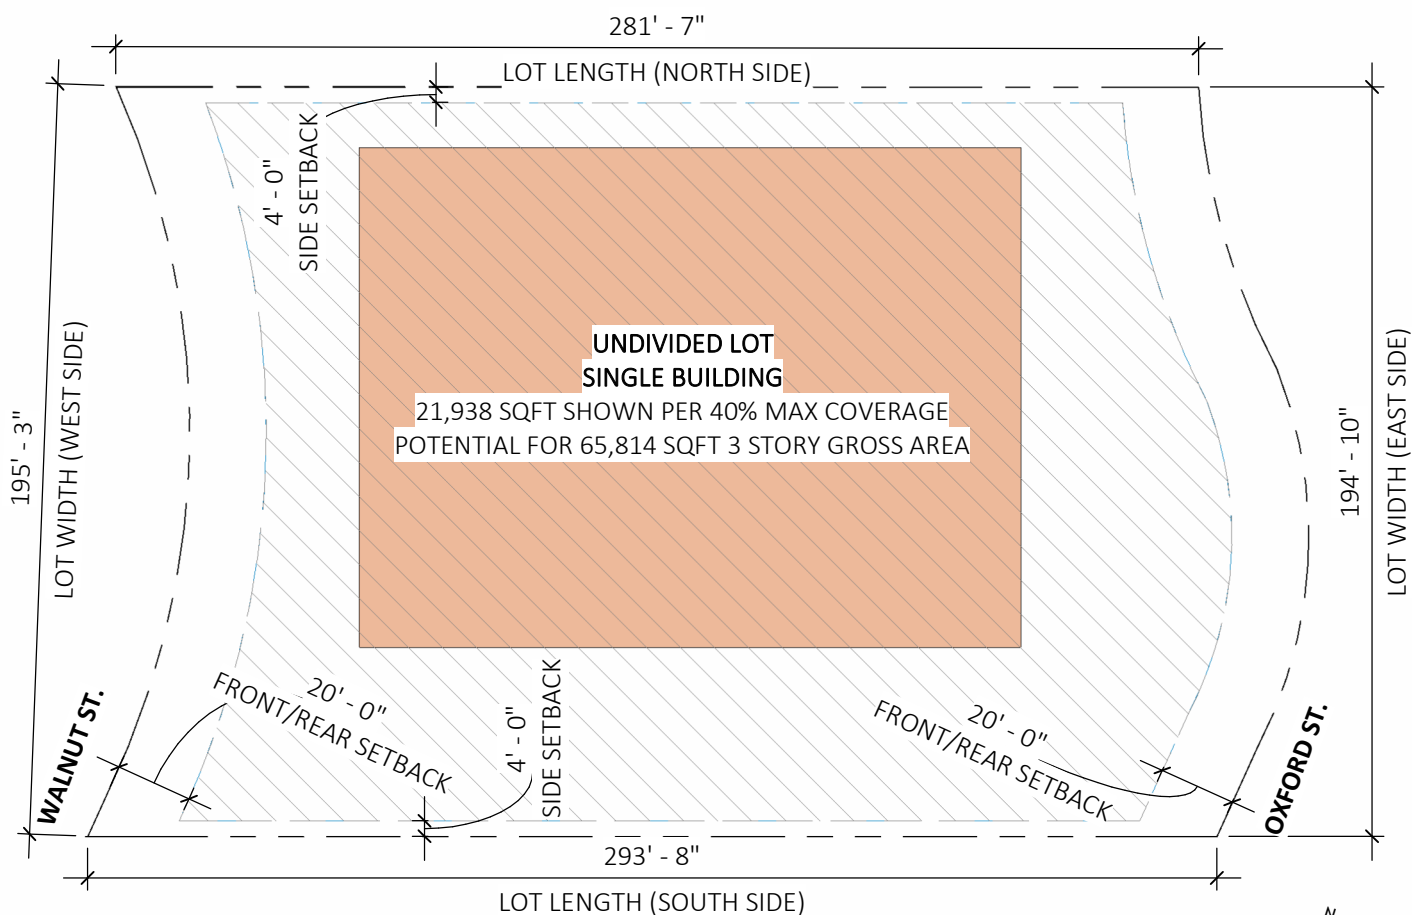 281' - 7"
LOT LENGTH (NORTH SIDE)
4' - 0"
SIDE SETBACK
195' - 3"
LOT WIDTH (WEST SIDE)
UNDIVIDED LOT
SINGLE BUILDING
21,938 SQFT SHOWN PER 40% MAX COVERAGE
POTENTIAL FOR 65,814 SQFT 3 STORY GROSS AREA
194' - 10"
LOT WIDTH (EAST SIDE)
WALNUT ST.
20' - 0"
FRONT/REAR SETBACK
4' - 0"
SIDE SETBACK
20' - 0"
FRONT/REAR SETBACK
OXFORD ST.
293' - 8"
LOT LENGTH (SOUTH SIDE)
N